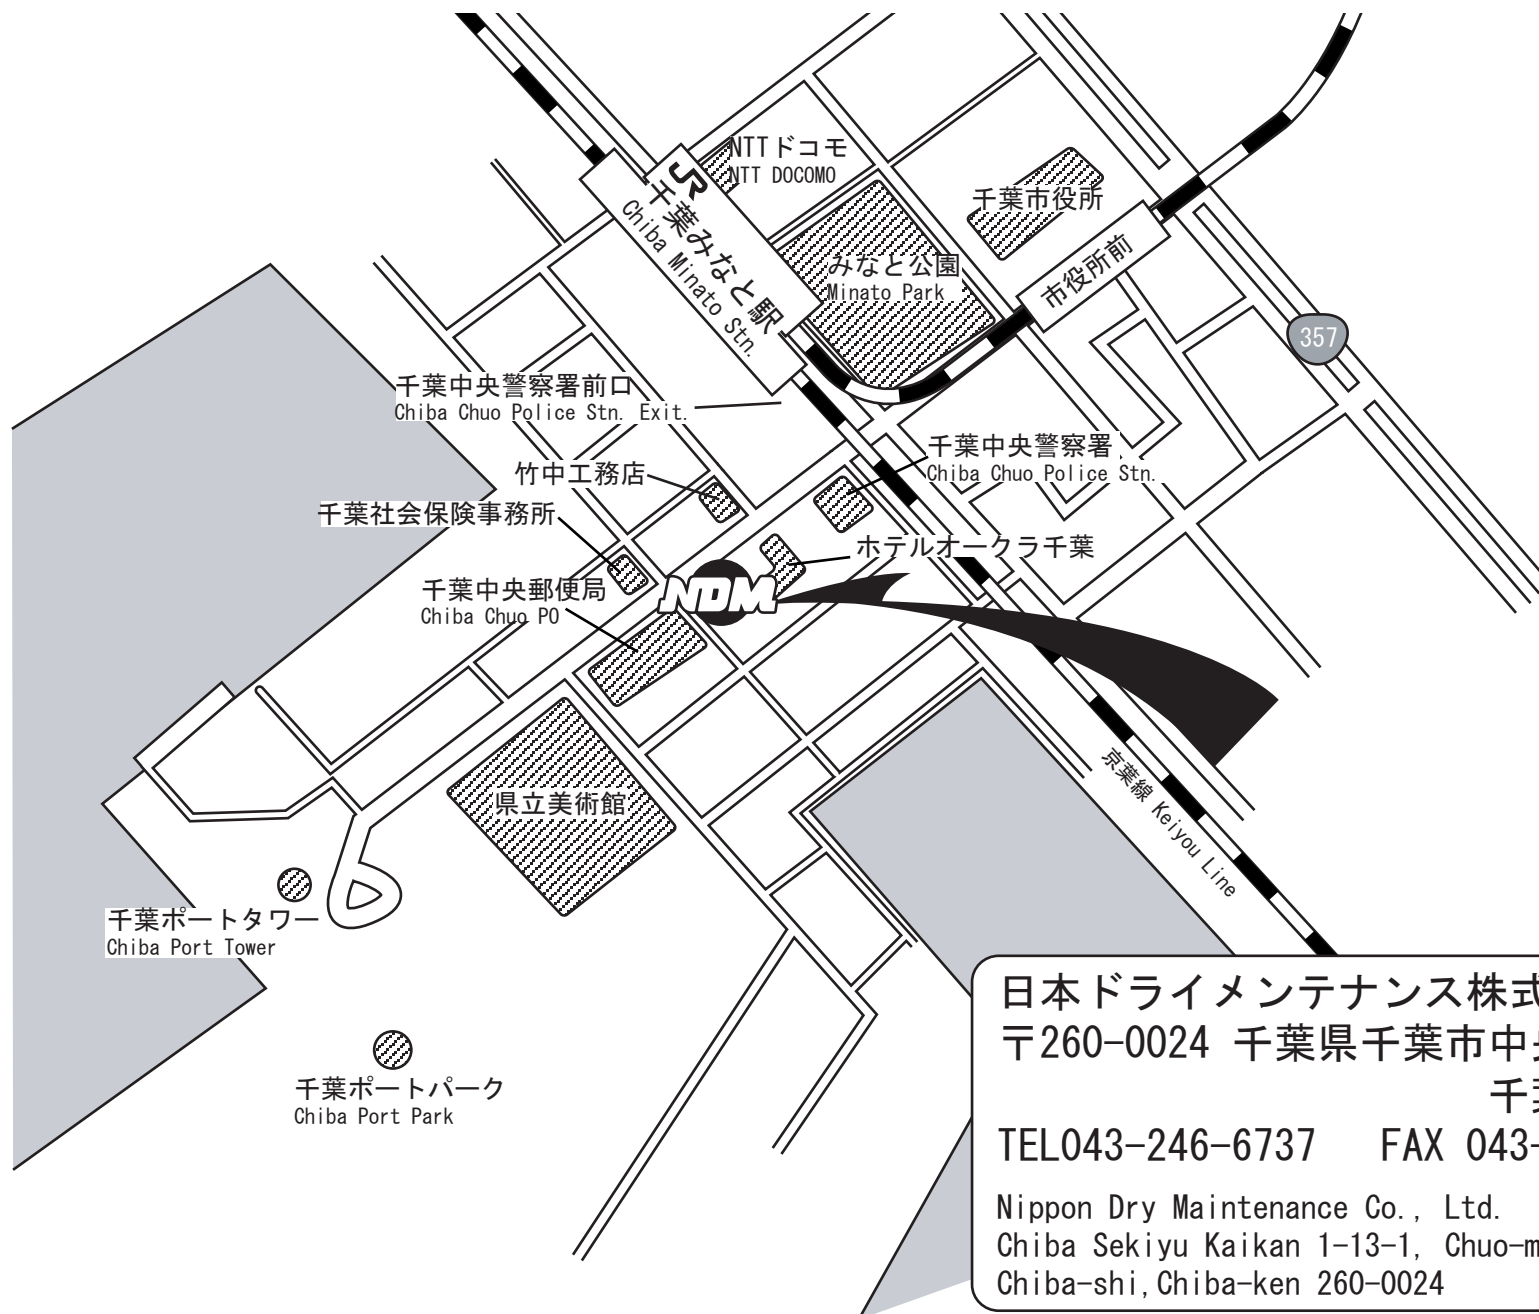 NTTドコモ
NTT DOCOMO
JR
千葉みなと駅
Chiba Minato Stn.
千葉市役所
市役所前
みなと公園
Minato Park
357
千葉中央警察署前口
Chiba Chuo Police Stn. Exit.
千葉中央警察署
Chiba Chuo Police Stn.
竹中工務店
千葉社会保険事務所
ホテルオークラ千葉
千葉中央郵便局
Chiba Chuo PO
NDM
京葉線 Keiyou Line
県立美術館
千葉ポートタワー
Chiba Port Tower
千葉ポートパーク
Chiba Port Park
日本ドライメンテナンス株式
〒260-0024 千葉県千葉市中央
千葉
TEL043-246-6737 FAX 043-
Nippon Dry Maintenance Co., Ltd.
Chiba Sekiyu Kaikan 1-13-1, Chuo-m
Chiba-shi,Chiba-ken 260-0024